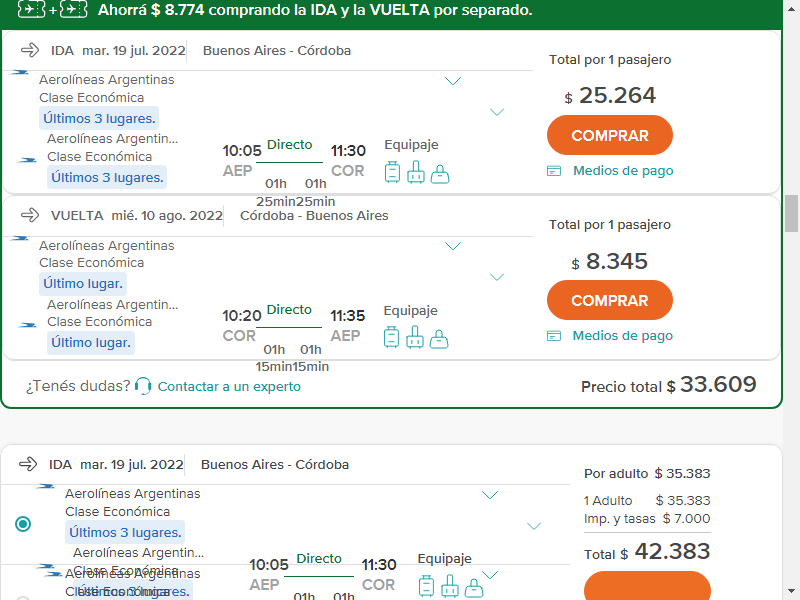 Ahorrá $ 8.774 comprando la IDA y la VUELTA por separado.
IDA mar. 19 jul. 2022 Buenos Aires - Córdoba
Aerolíneas Argentinas
Clase Económica
Últimos 3 lugares.
Aerolíneas Argentin...
Clase Económica
Últimos 3 lugares.
10:05 Directo 11:30 Equipaje
AEP COR
01h 01h
25min25min
Total por 1 pasajero
$ 25.264
COMPRAR
Medios de pago
VUELTA mié. 10 ago. 2022 Córdoba - Buenos Aires
Aerolíneas Argentinas
Clase Económica
Último lugar.
Aerolíneas Argentin...
Clase Económica
Último lugar.
10:20 Directo 11:35 Equipaje
COR AEP
01h 01h
15min15min
Total por 1 pasajero
$ 8.345
COMPRAR
Medios de pago
¿Tenés dudas? Contactar a un experto
Precio total $ 33.609
IDA mar. 19 jul. 2022 Buenos Aires - Córdoba
Aerolíneas Argentinas
Clase Económica
Últimos 3 lugares.
Aerolíneas Argentin...
Clase Económica
Aerolíneas Argentinas
Clase Económica
Últimos 3 lugares.
10:05 Directo 11:30 Equipaje
AEP COR
01h 01h
Por adulto $ 35.383
1 Adulto $ 35.383
Imp. y tasas $ 7.000
Total $ 42.383